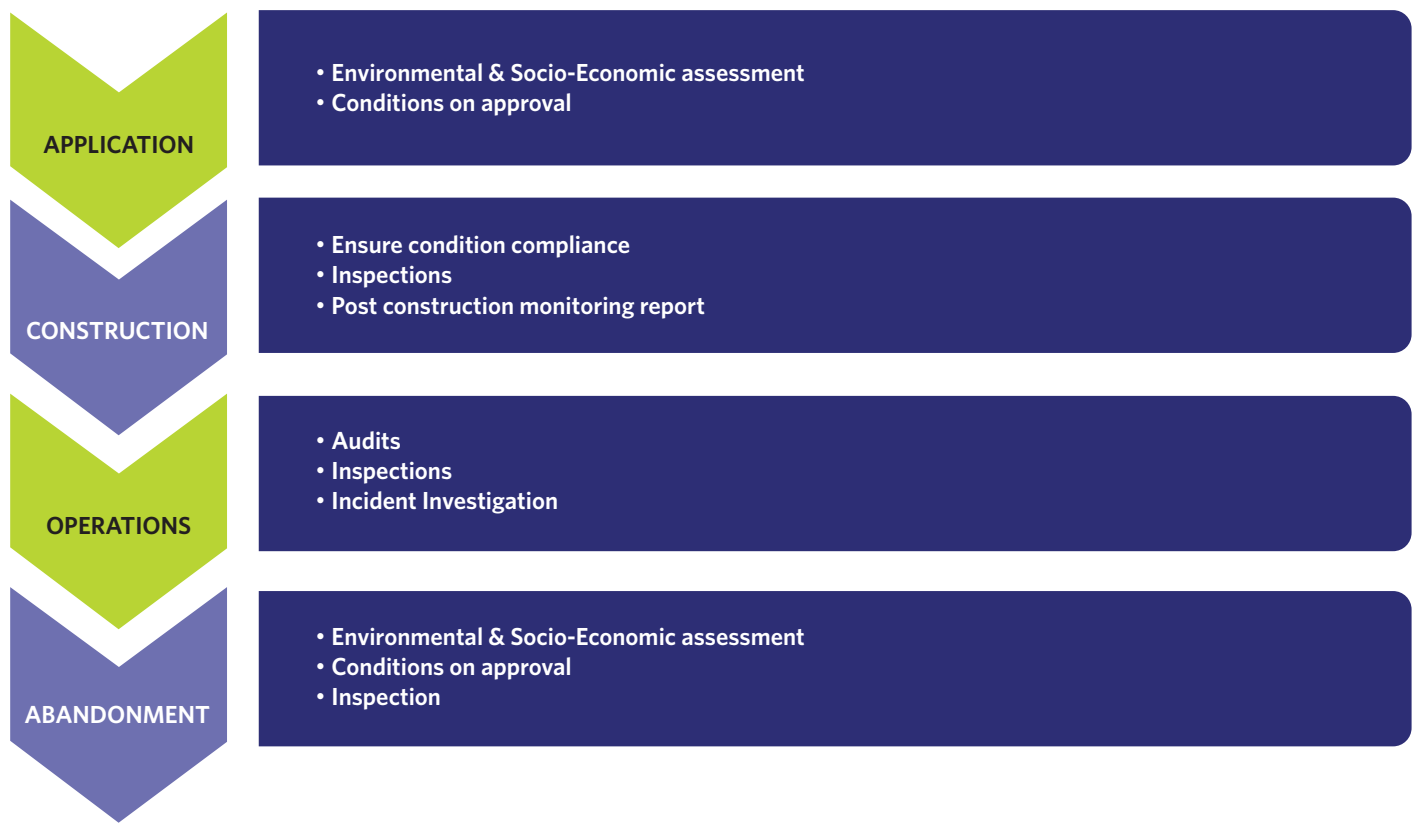 APPLICATION
• Environmental & Socio-Economic assessment
• Conditions on approval
CONSTRUCTION
• Ensure condition compliance
• Inspections
• Post construction monitoring report
OPERATIONS
• Audits
• Inspections
• Incident Investigation
ABANDONMENT
• Environmental & Socio-Economic assessment
• Conditions on approval
• Inspection